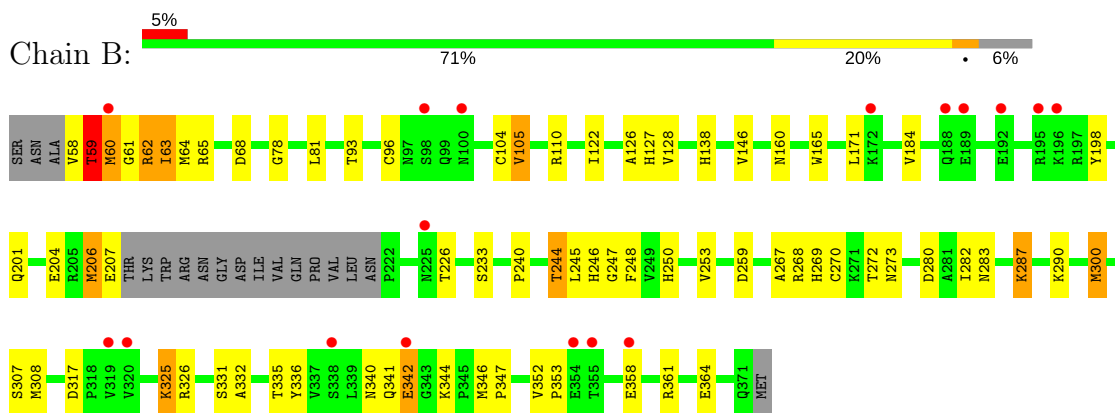 5%
Chain B:
71% 20% • 6%
SER ASN ALA V58 T59 M60 G61 R62 I63 M64 R65 D68 G78 L81 T93 C96 N97 S98 Q99 N100 C104 V105 R110 I122 A126 H127 V128 H138 V146 N160 W165 L171 K172 V184 Q188 E189 E192 R195 K196 R197 Y198
Q201 E204 R205 M206 E207 THR LYS TRP ARG ASN GLY ASP ILE VAL GLN PRO VAL LEU ASN P222 N225 T226 S233 P240 T244 L245 H246 G247 F248 V249 H250 V253 D259 A267 R268 H269 C270 K271 T272 N273 D280 A281 I282 N283 K287 K290 M300
S307 M308 D317 P318 V319 V320 K325 R326 S331 A332 T335 Y336 V337 S338 L339 N340 Q341 E342 G343 K344 P345 M346 P347 V352 P353 E354 T355 E358 R361 E364 Q371 MET